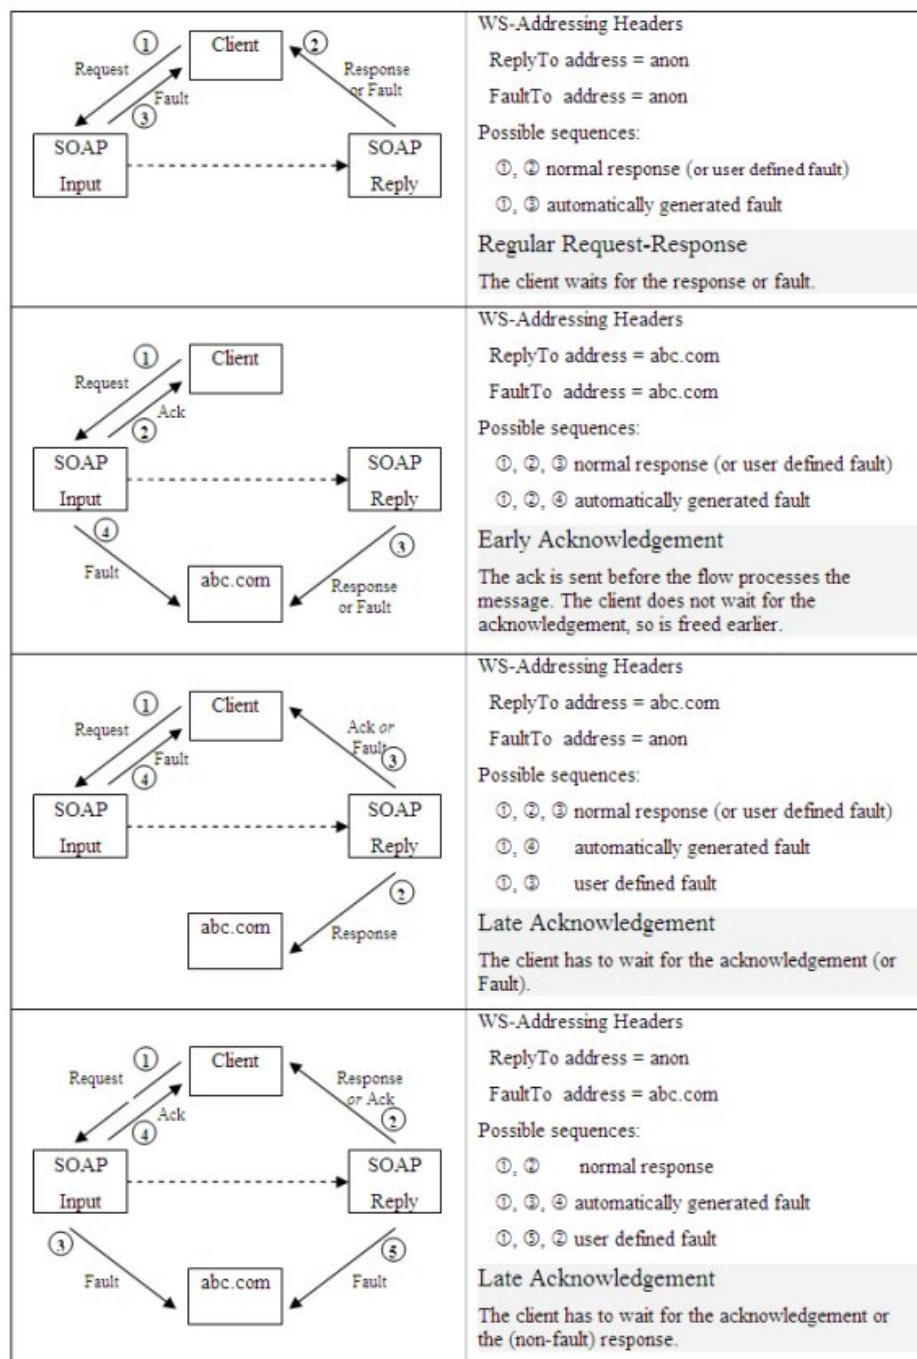 ① Client ②
Request Response
or Fault
Fault
③
SOAP SOAP
Input Reply
WS-Addressing Headers
ReplyTo address = anon
FaultTo address = anon
Possible sequences:
①, ② normal response (or user defined fault)
①, ③ automatically generated fault
Regular Request-Response
The client waits for the response or fault.
① Client
Request
Ack
②
SOAP SOAP
Input Reply
④ ③
Fault abc.com Response
or Fault
WS-Addressing Headers
ReplyTo address = abc.com
FaultTo address = abc.com
Possible sequences:
①, ②, ③ normal response (or user defined fault)
①, ②, ④ automatically generated fault
Early Acknowledgement
The ack is sent before the flow processes the
message. The client does not wait for the
acknowledgement, so is freed earlier.
① Client
Request Ack or
Fault
Fault
④ ③
SOAP SOAP
Input Reply
②
abc.com Response
WS-Addressing Headers
ReplyTo address = abc.com
FaultTo address = anon
Possible sequences:
①, ②, ③ normal response (or user defined fault)
①, ④ automatically generated fault
①, ③ user defined fault
Late Acknowledgement
The client has to wait for the acknowledgement (or
Fault).
① Client
Request Response
or Ack
Ack
④ ②
SOAP SOAP
Input Reply
③ ⑤
Fault abc.com Fault
WS-Addressing Headers
ReplyTo address = anon
FaultTo address = abc.com
Possible sequences:
①, ② normal response
①, ③, ④ automatically generated fault
①, ⑤, ② user defined fault
Late Acknowledgement
The client has to wait for the acknowledgement or
the (non-fault) response.